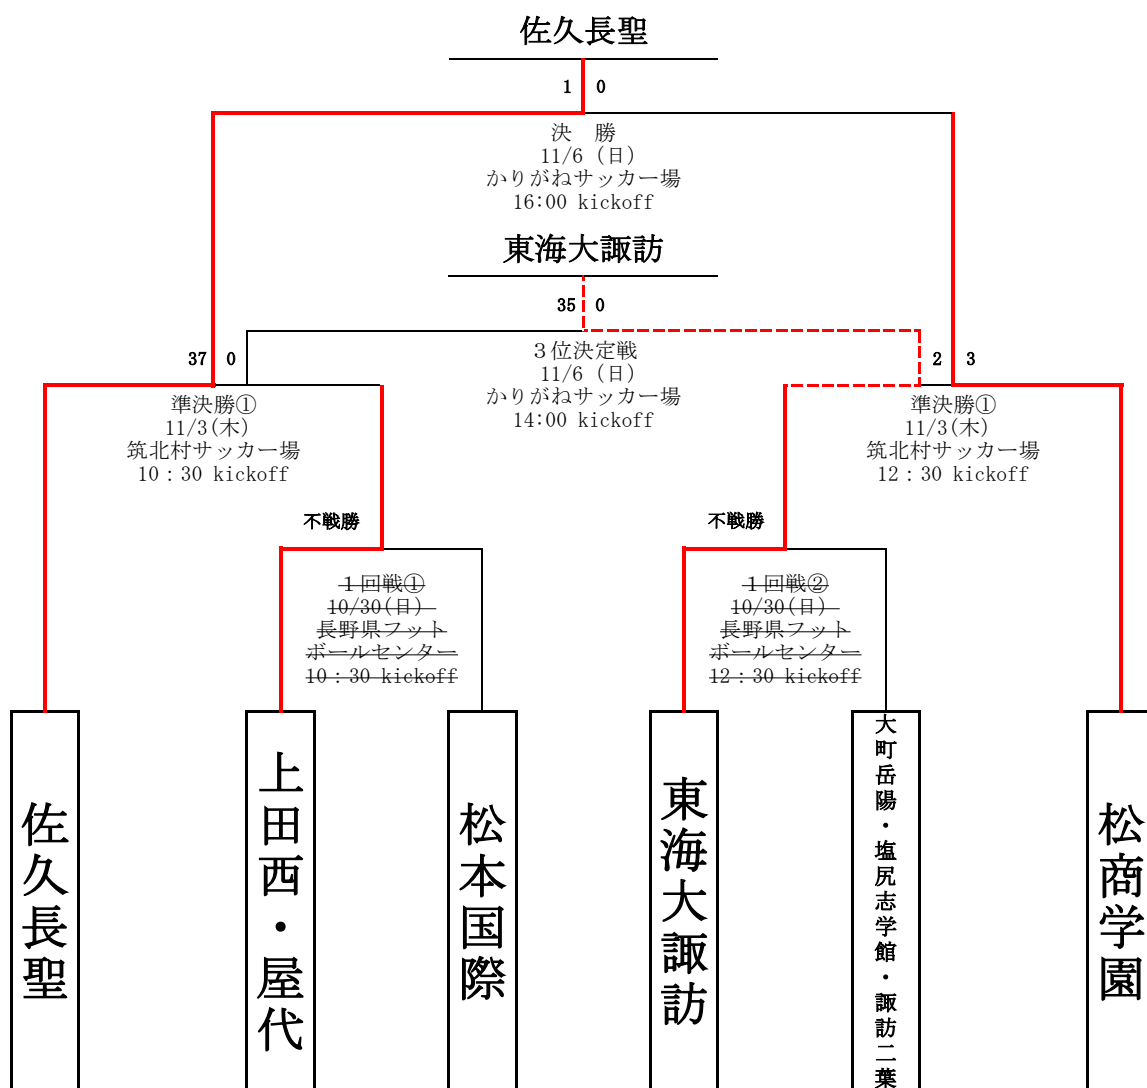 佐久長聖
1 0
決　勝
11/6（日）
かりがねサッカー場
16:00 kickoff
東海大諏訪
35 0
３位決定戦
11/6（日）
かりがねサッカー場
14:00 kickoff
37 0
準決勝①
11/3(木)
筑北村サッカー場
10：30 kickoff
2 3
準決勝①
11/3(木)
筑北村サッカー場
12：30 kickoff
不戦勝
１回戦①
10/30(日)
長野県フット
ボールセンター
10：30 kickoff
不戦勝
１回戦②
10/30(日)
長野県フット
ボールセンター
12：30 kickoff
佐久長聖
上田西・屋代
松本国際
東海大諏訪
大町岳陽・塩尻志学館・諏訪二葉
松商学園